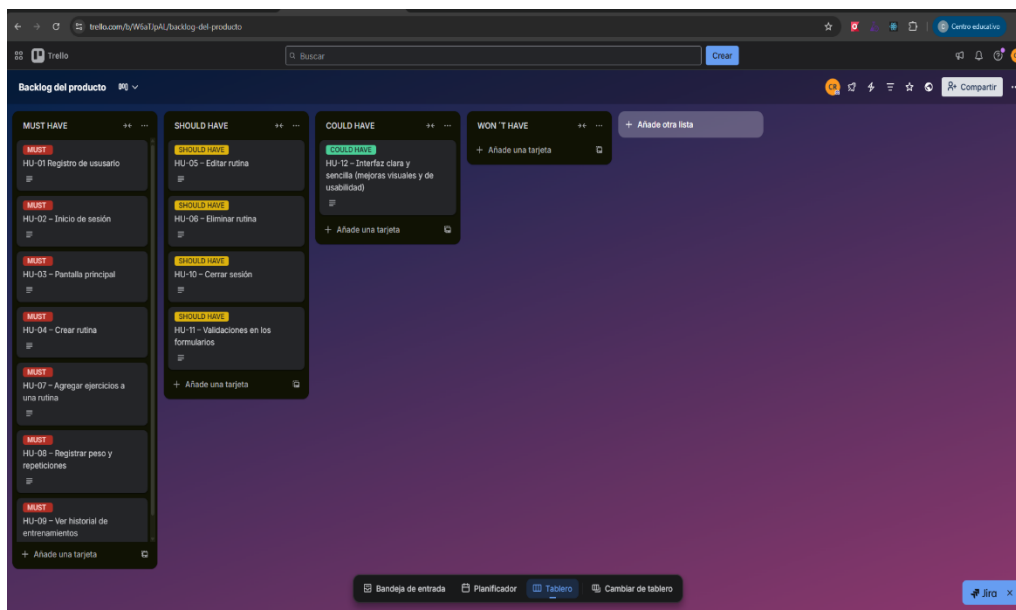 trello.com/b/W6aTJpAL/backlog-del-producto
Centro educativo
Trello
Buscar
Crear
Backlog del producto
CR
Compartir
MUST HAVE
MUST
HU-01 Registro de ususario
MUST
HU-02 – Inicio de sesión
MUST
HU-03 – Pantalla principal
MUST
HU-04 – Crear rutina
MUST
HU-07 – Agregar ejercicios a
una rutina
MUST
HU-08 – Registrar peso y
repeticiones
MUST
HU-09 – Ver historial de
entrenamientos
+ Añade una tarjeta
SHOULD HAVE
SHOULD HAVE
HU-05 – Editar rutina
SHOULD HAVE
HU-06 – Eliminar rutina
SHOULD HAVE
HU-10 – Cerrar sesión
SHOULD HAVE
HU-11 – Validaciones en los
formularios
+ Añade una tarjeta
COULD HAVE
COULD HAVE
HU-12 – Interfaz clara y
sencilla (mejoras visuales y de
usabilidad)
+ Añade una tarjeta
WON ´T HAVE
+ Añade una tarjeta
+ Añade otra lista
Bandeja de entrada
Planificador
Tablero
Cambiar de tablero
Jira